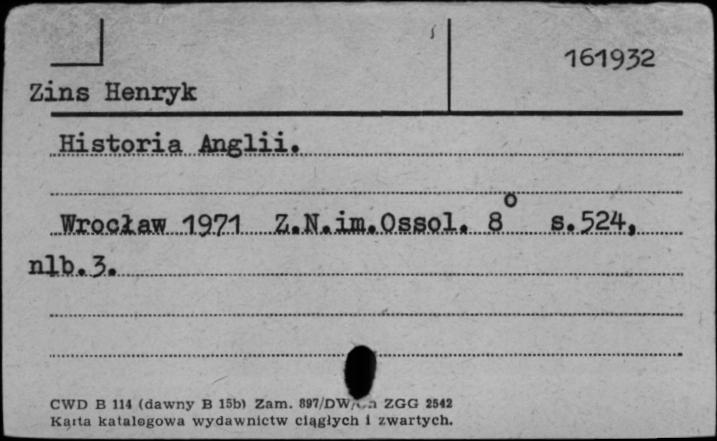 161932
Zins Henryk
Historia Anglii.
Wrocław 1971 Z.N.im.Ossol. 8° s.524,
nlb.3.
CWD B 114 (dawny B 15b) Zam. 897/DW/ ZGG 2542
Karta katalogowa wydawnictw ciągłych i zwartych.